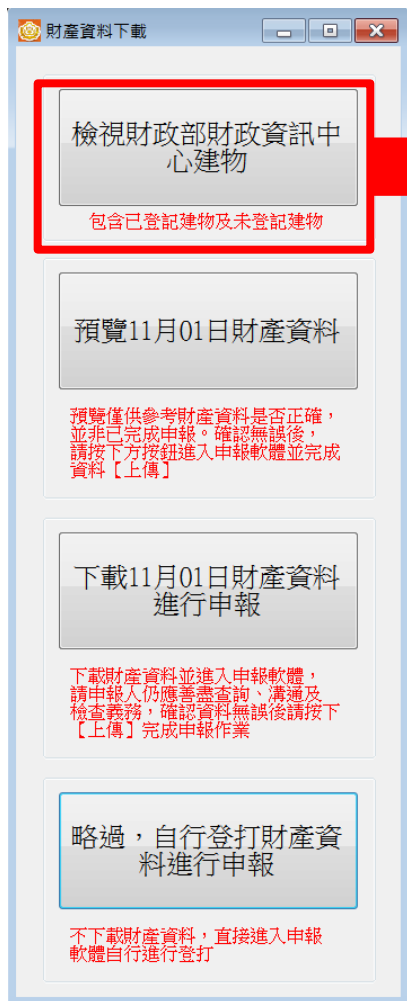 財產資料下載
檢視財政部財政資訊中
心建物
包含已登記建物及未登記建物
預覽11月01日財產資料
預覽僅供參考財產資料是否正確，
並非已完成申報。確認無誤後，
請按下方按鈕進入申報軟體並完成
資料【上傳】
下載11月01日財產資料
進行申報
下載財產資料並進入申報軟體，
請申報人仍應善盡查詢、溝通及
檢查義務，確認資料無誤後請按下
【上傳】完成申報作業
略過，自行登打財產資
料進行申報
不下載財產資料，直接進入申報
軟體自行進行登打